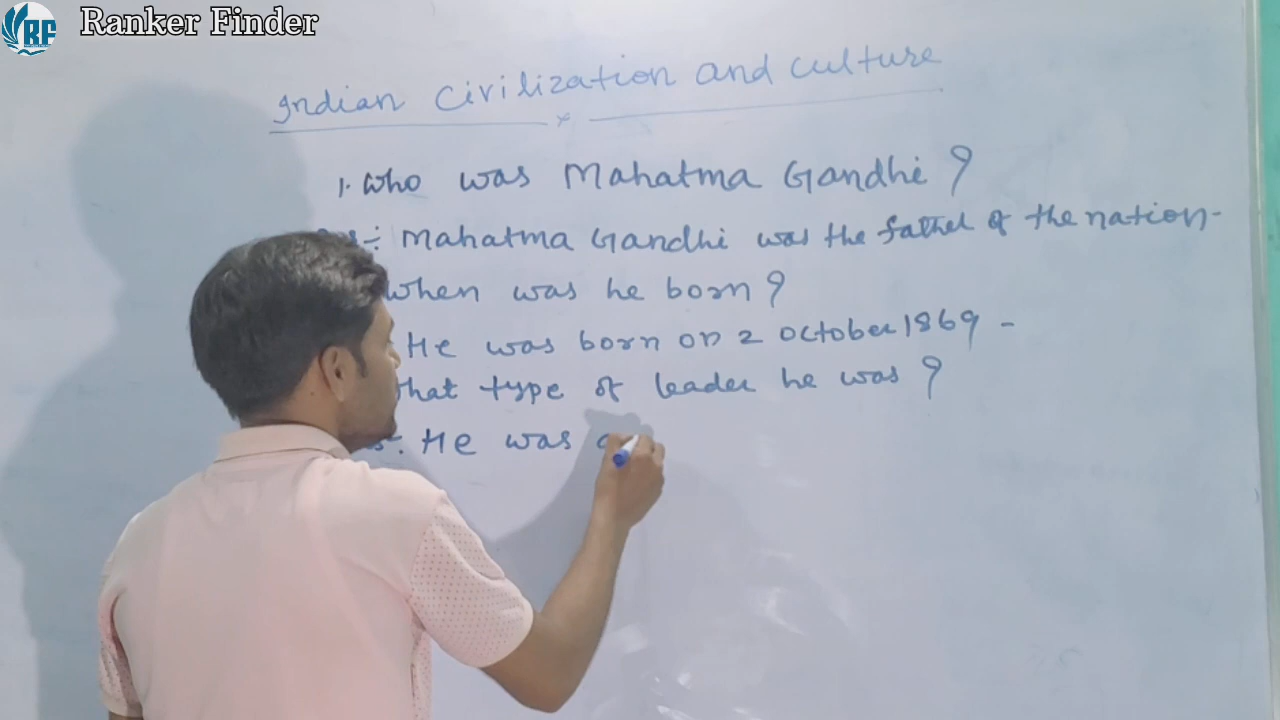 RF Ranker Finder
Indian Civilization and culture
1. Who was Mahatma Gandhi ?
Mahatma Gandhi was the father of the nation-
When was he born ?
He was born on 2 october 1869 -
type of leader he was ?
He was